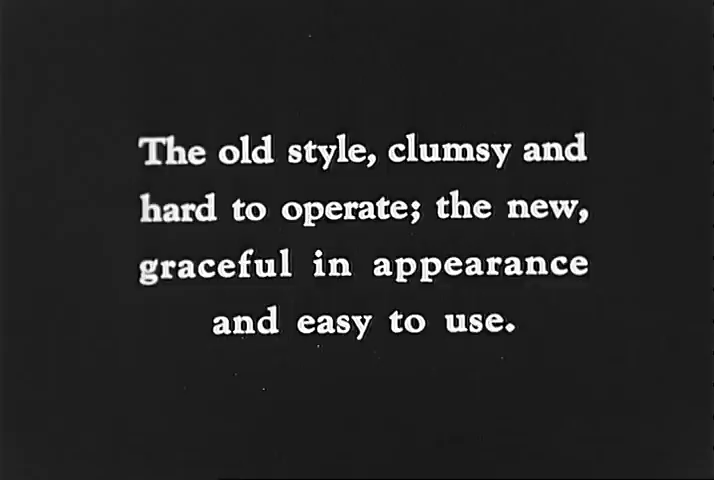 The old style, clumsy and
hard to operate; the new,
graceful in appearance
and easy to use.